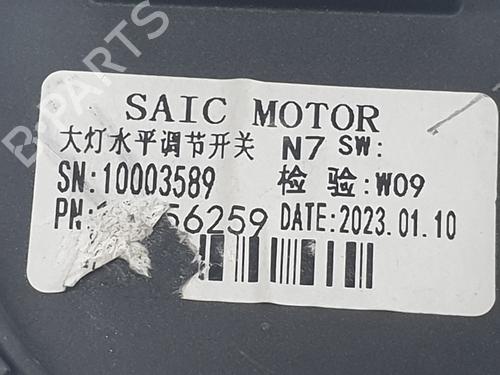 SAIC MOTOR
大灯水平调节开关 N7 SW:
SN:10003589 检 验:W09
PN: 56259 DATE:2023.01.10
B-PARTS